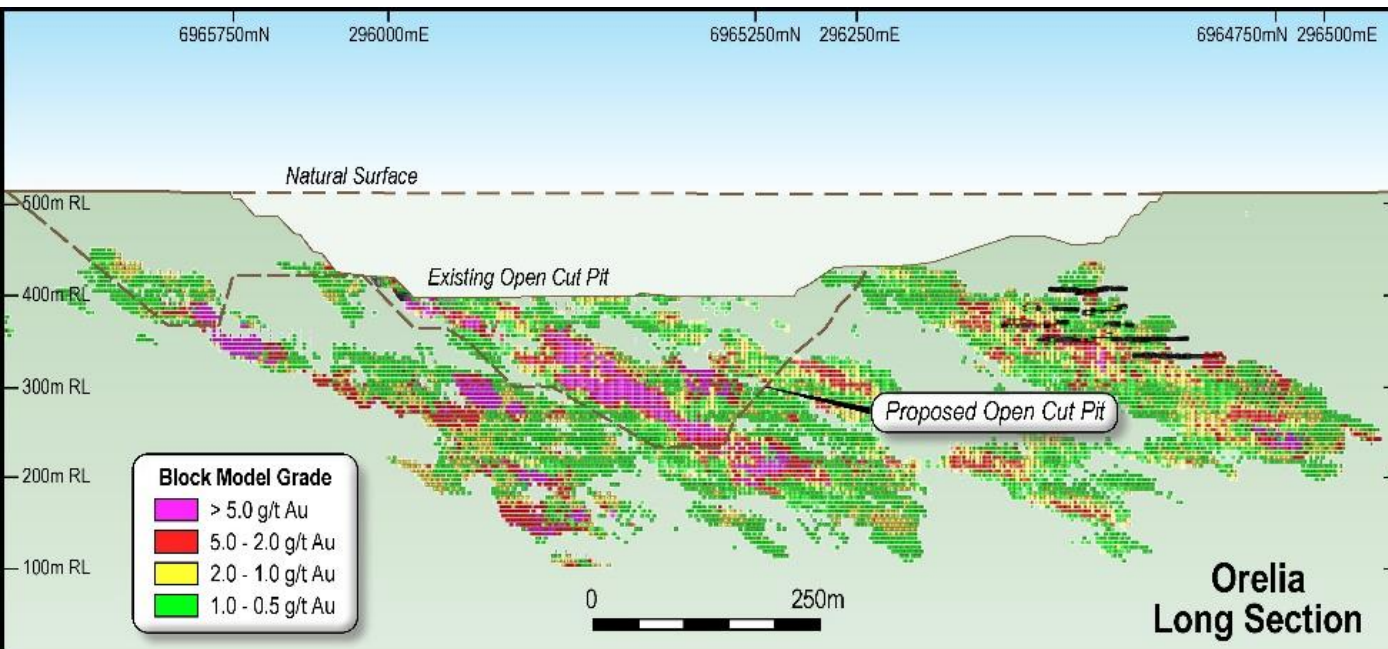 6965750mN 296000mE 6965250mN 296250mE 6964750mN 296500mE
Natural Surface
500m RL
Existing Open Cut Pit
400m RL
300m RL
Proposed Open Cut Pit
200m RL
Block Model Grade
> 5.0 g/t Au
5.0 - 2.0 g/t Au
2.0 - 1.0 g/t Au
1.0 - 0.5 g/t Au
100m RL
0 250m
Orelia
Long Section